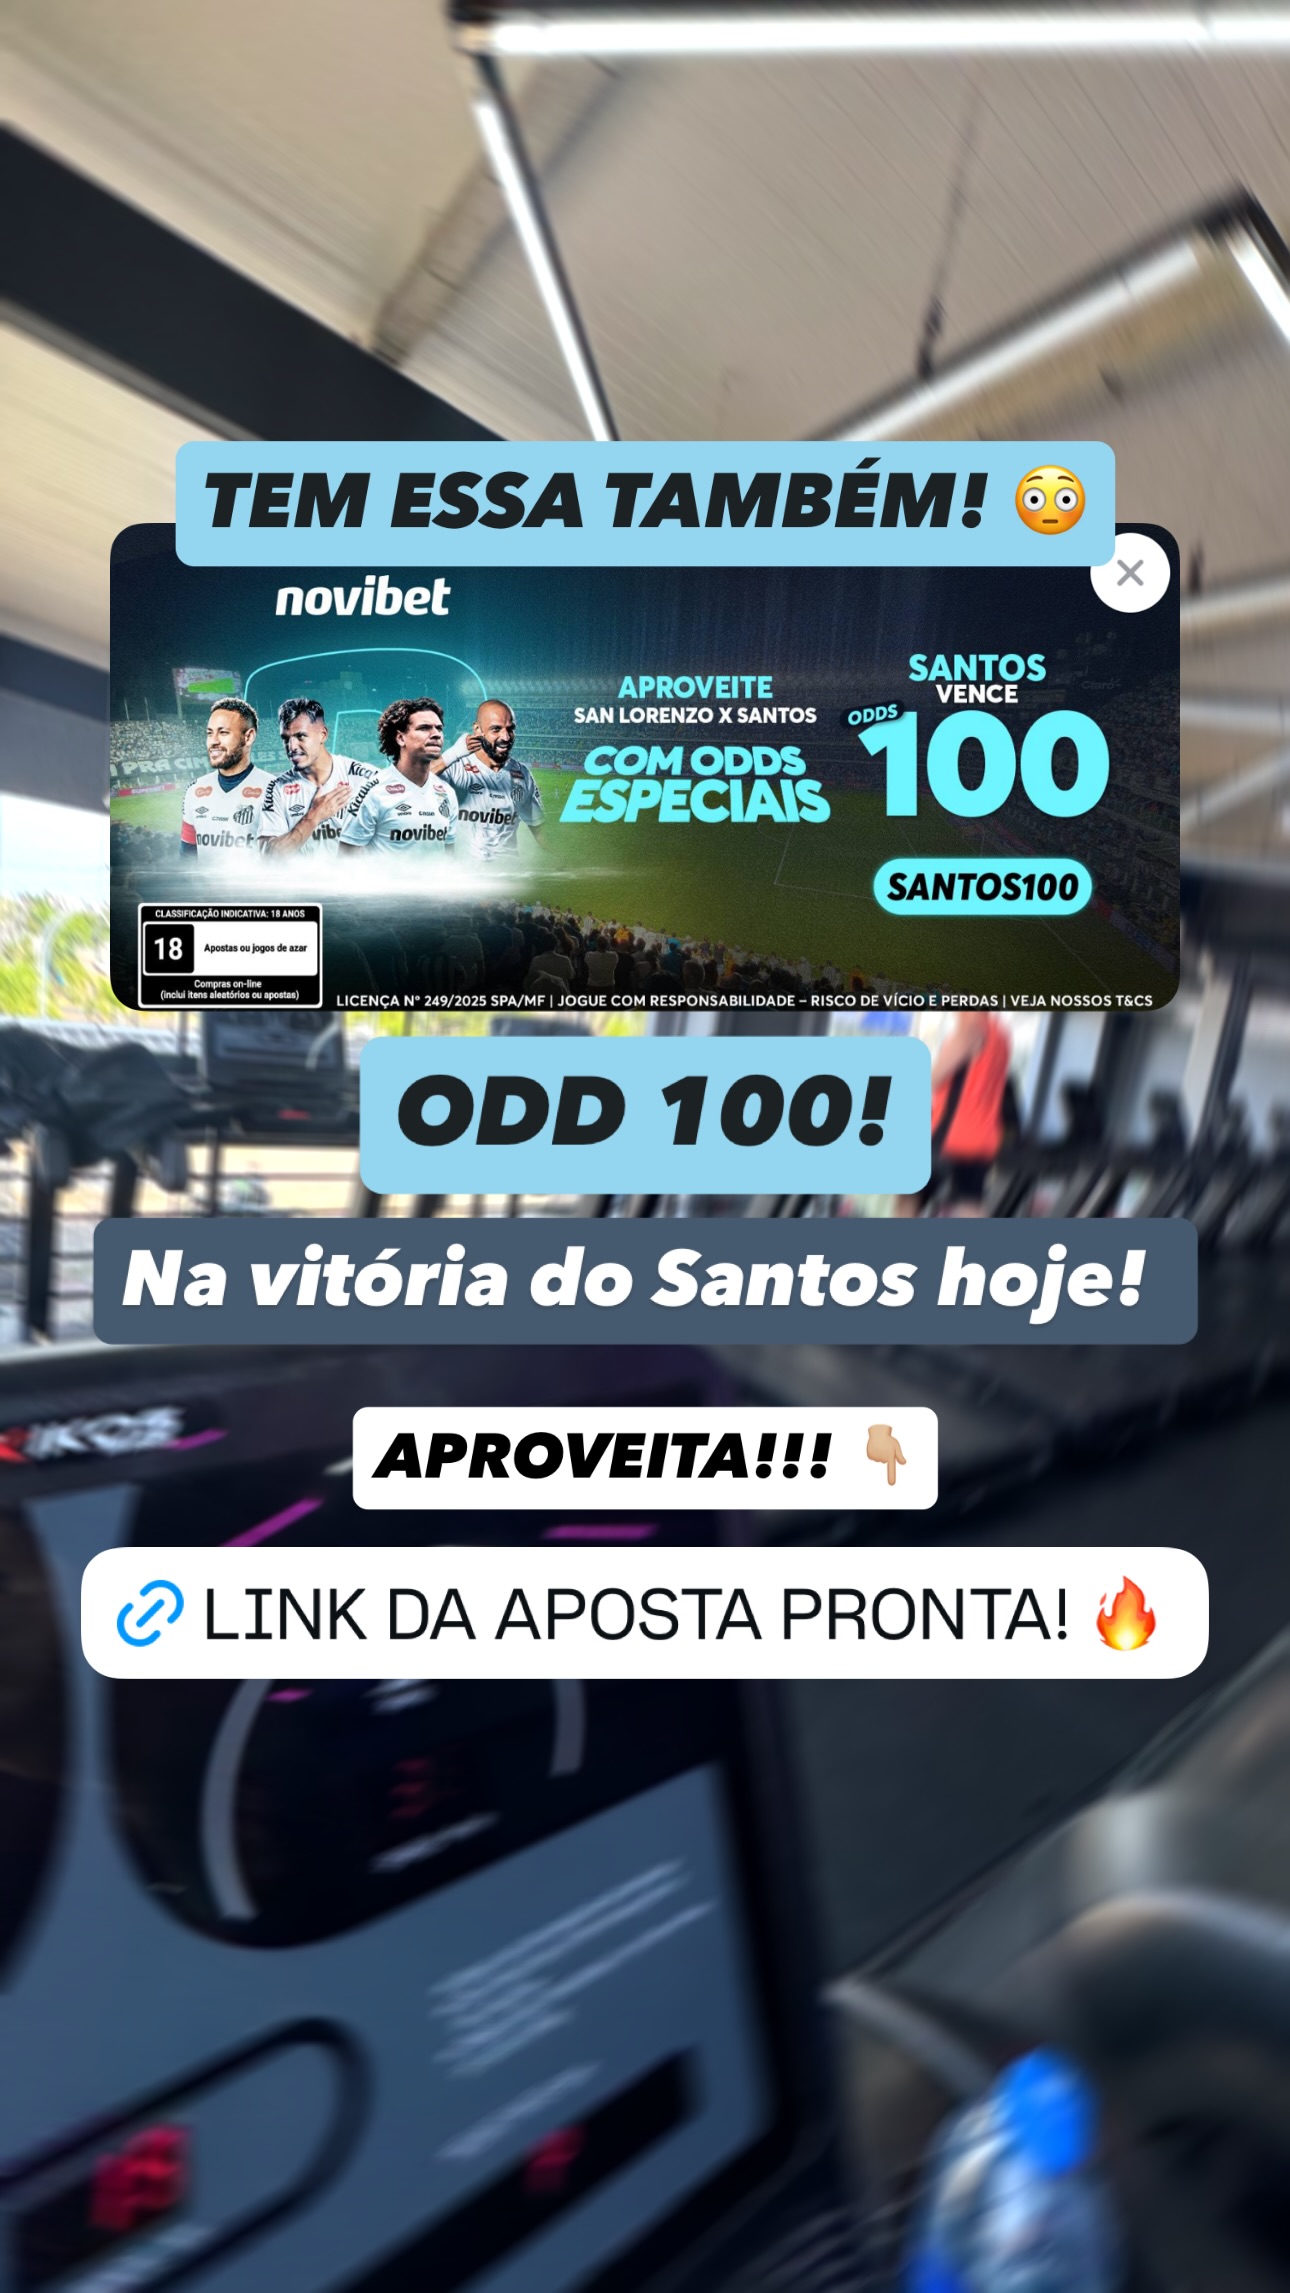 TEM ESSA TAMBÉM! 😳
novibet
APROVEITE
SAN LORENZO X SANTOS
COM ODDS
ESPECIAIS
SANTOS
VENCE
ODDS
100
SANTOS100
novibet
novibet
novibet
CLASSIFICAÇÃO INDICATIVA: 18 ANOS
18
Apostas ou jogos de azar
Compras on-line
(inclui itens aleatórios ou apostas)
LICENÇA Nº 249/2025 SPA/MF | JOGUE COM RESPONSABILIDADE – RISCO DE VÍCIO E PERDAS | VEJA NOSSOS T&CS
ODD 100!
Na vitória do Santos hoje!
APROVEITA!!! 👇🏼
LINK DA APOSTA PRONTA! 🔥